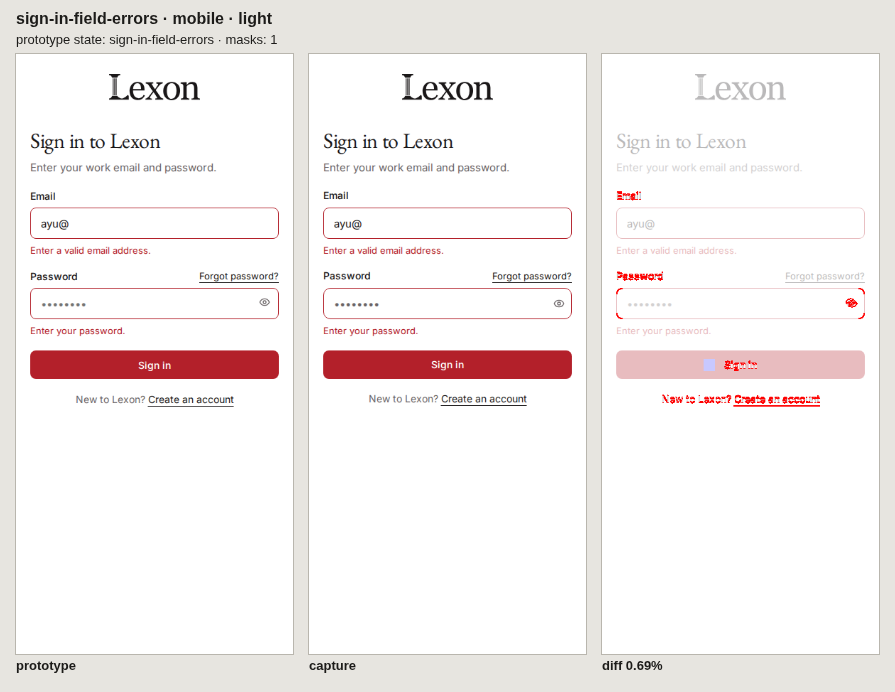 sign-in-field-errors · mobile · light
prototype state: sign-in-field-errors · masks: 1
Lexon
Sign in to Lexon
Enter your work email and password.
Email
ayu@
Enter a valid email address.
Password Forgot password?
••••••••
Enter your password.
Sign in
New to Lexon? Create an account
prototype
Lexon
Sign in to Lexon
Enter your work email and password.
Email
ayu@
Enter a valid email address.
Password Forgot password?
••••••••
Enter your password.
Sign in
New to Lexon? Create an account
capture
Lexon
Sign in to Lexon
Enter your work email and password.
Email
ayu@
Enter a valid email address.
Password Forgot password?
••••••••
Enter your password.
Sign in
New to Lexon? Create an account
diff 0.69%